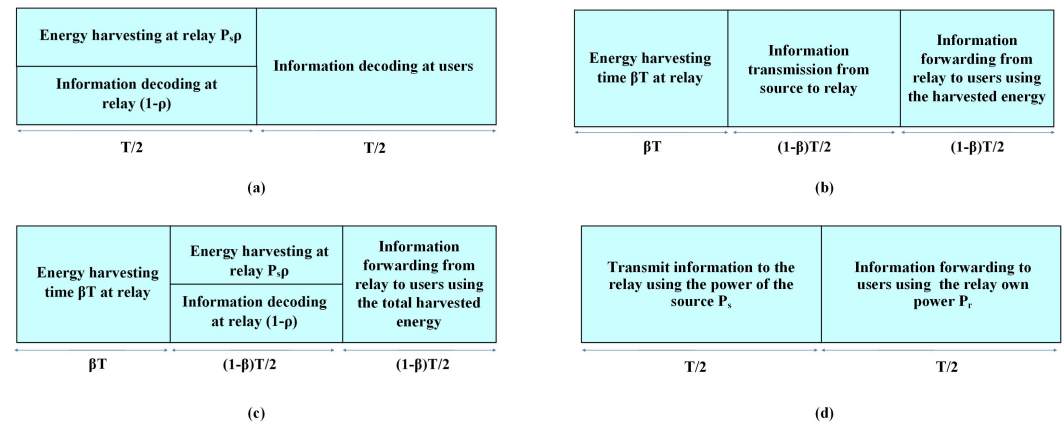 Energy harvesting at relay Psρ
Information decoding at
relay (1-ρ)
Information decoding at users
T/2
T/2
(a)
Energy harvesting
time βT at relay
Information
transmission from
source to relay
Information
forwarding from
relay to users using
the harvested energy
βT
(1-β)T/2
(1-β)T/2
(b)
Energy harvesting
time βT at relay
Energy harvesting at
relay Psρ
Information decoding
at relay (1-ρ)
Information
forwarding from
relay to users using
the total harvested
energy
βT
(1-β)T/2
(1-β)T/2
(c)
Transmit information to the
relay using the power of the
source Ps
Information forwarding to
users using the relay own
power Pr
T/2
T/2
(d)